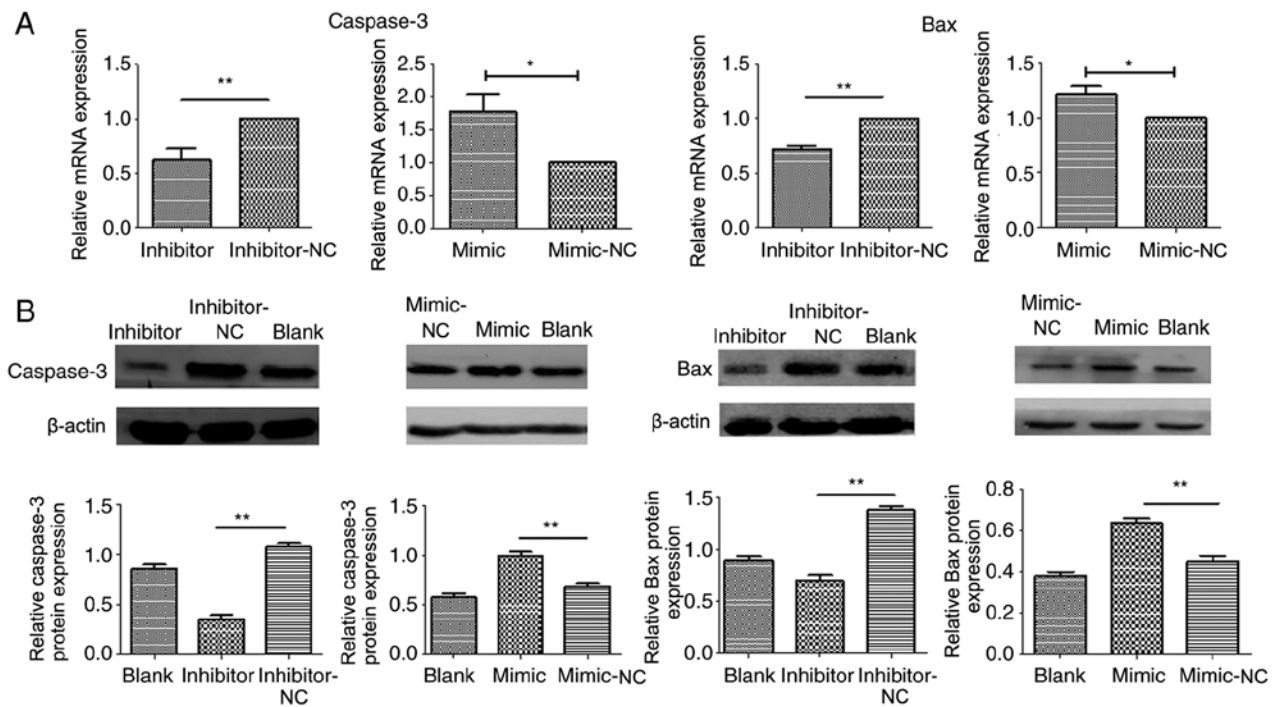 A
Caspase-3
Bax
Relative mRNA expression
1.5
1.0
0.5
0.0
**
Inhibitor
Inhibitor-NC
Relative mRNA expression
2.5
2.0
1.5
1.0
0.5
0.0
*
Mimic
Mimic-NC
Relative mRNA expression
1.5
1.0
0.5
0.0
**
Inhibitor
Inhibitor-NC
Relative mRNA expression
1.5
1.0
0.5
0.0
*
Mimic
Mimic-NC
B
Inhibitor
Inhibitor-
NC
Blank
Caspase-3
β-actin
Mimic-
NC
Mimic
Blank
Inhibitor
Inhibitor-
NC
Blank
Bax
β-actin
Mimic-
NC
Mimic
Blank
Relative caspase-3
protein expression
1.5
1.0
0.5
0.0
**
Blank
Inhibitor
Inhibitor-
NC
Relative caspase-3
protein expression
1.5
1.0
0.5
0.0
**
Blank
Mimic
Mimic-NC
Relative Bax protein
expression
1.5
1.0
0.5
0.0
**
Blank
Inhibitor
Inhibitor-
NC
Relative Bax protein
expression
0.8
0.6
0.4
0.2
0.0
**
Blank
Mimic
Mimic-NC